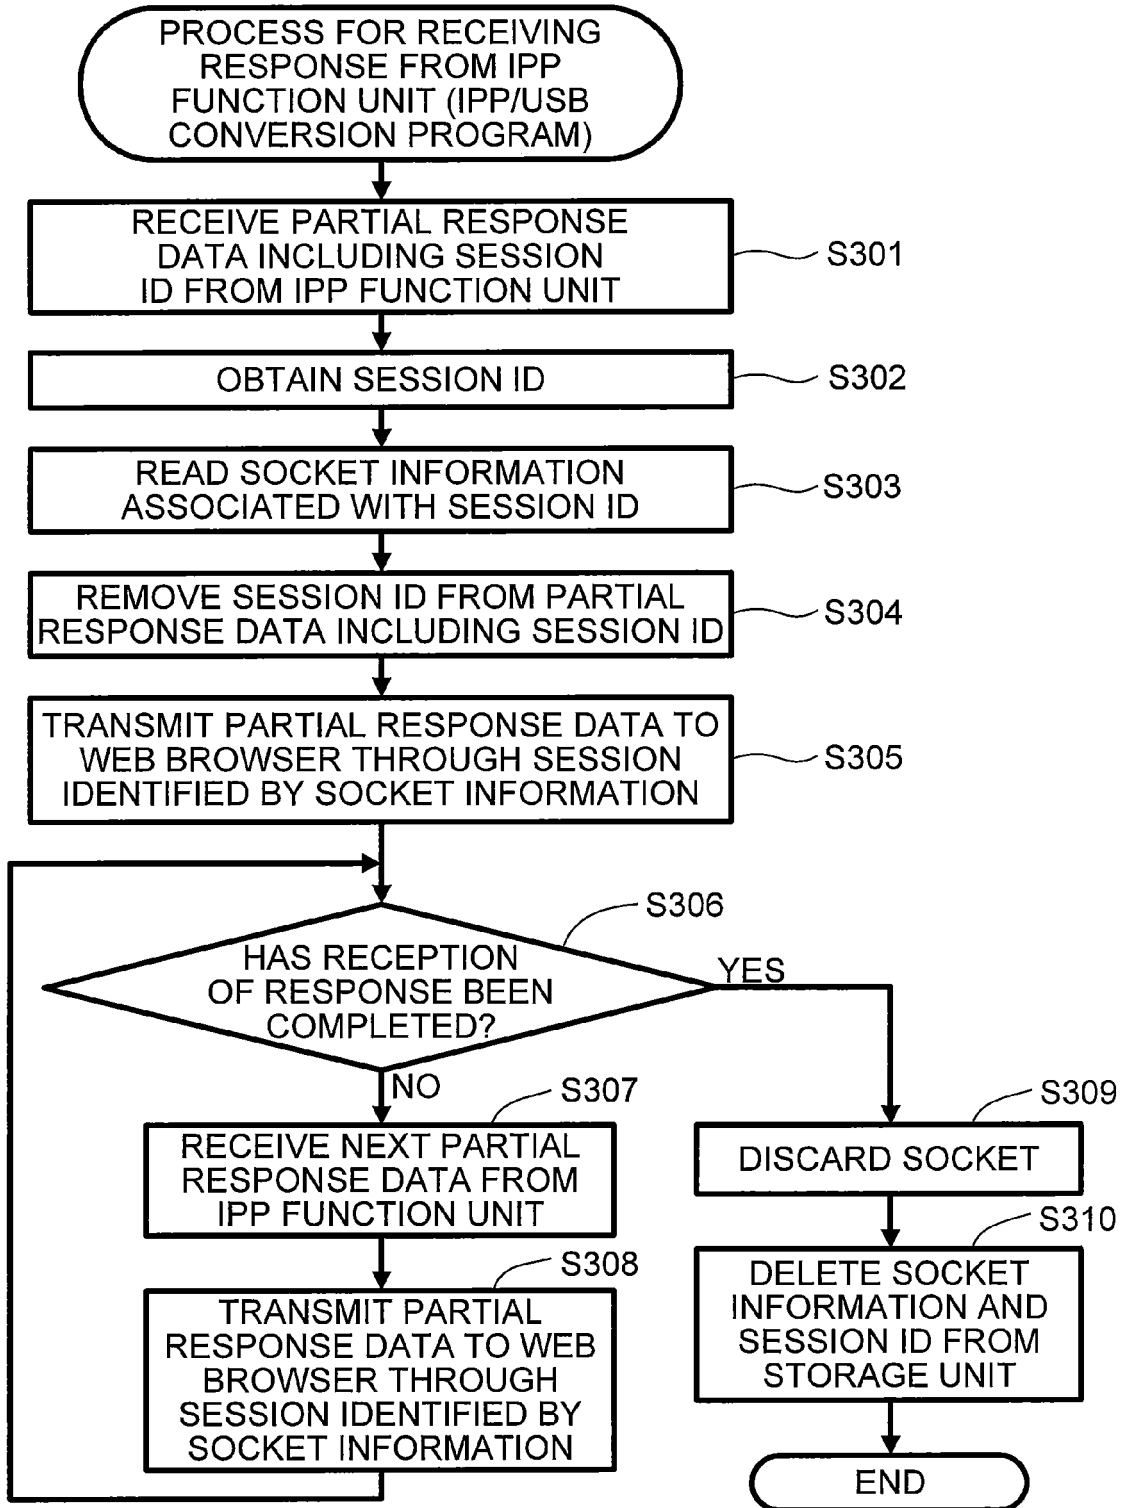 PROCESS FOR RECEIVING
RESPONSE FROM IPP
FUNCTION UNIT (IPP/USB
CONVERSION PROGRAM)
RECEIVE PARTIAL RESPONSE
DATA INCLUDING SESSION
ID FROM IPP FUNCTION UNIT
S301
OBTAIN SESSION ID
S302
READ SOCKET INFORMATION
ASSOCIATED WITH SESSION ID
S303
REMOVE SESSION ID FROM PARTIAL
RESPONSE DATA INCLUDING SESSION ID
S304
TRANSMIT PARTIAL RESPONSE DATA TO
WEB BROWSER THROUGH SESSION
IDENTIFIED BY SOCKET INFORMATION
S305
S306
HAS RECEPTION
OF RESPONSE BEEN
COMPLETED?
YES
NO
S307
RECEIVE NEXT PARTIAL
RESPONSE DATA FROM
IPP FUNCTION UNIT
S308
TRANSMIT PARTIAL
RESPONSE DATA TO WEB
BROWSER THROUGH
SESSION IDENTIFIED BY
SOCKET INFORMATION
S309
DISCARD SOCKET
S310
DELETE SOCKET
INFORMATION AND
SESSION ID FROM
STORAGE UNIT
END